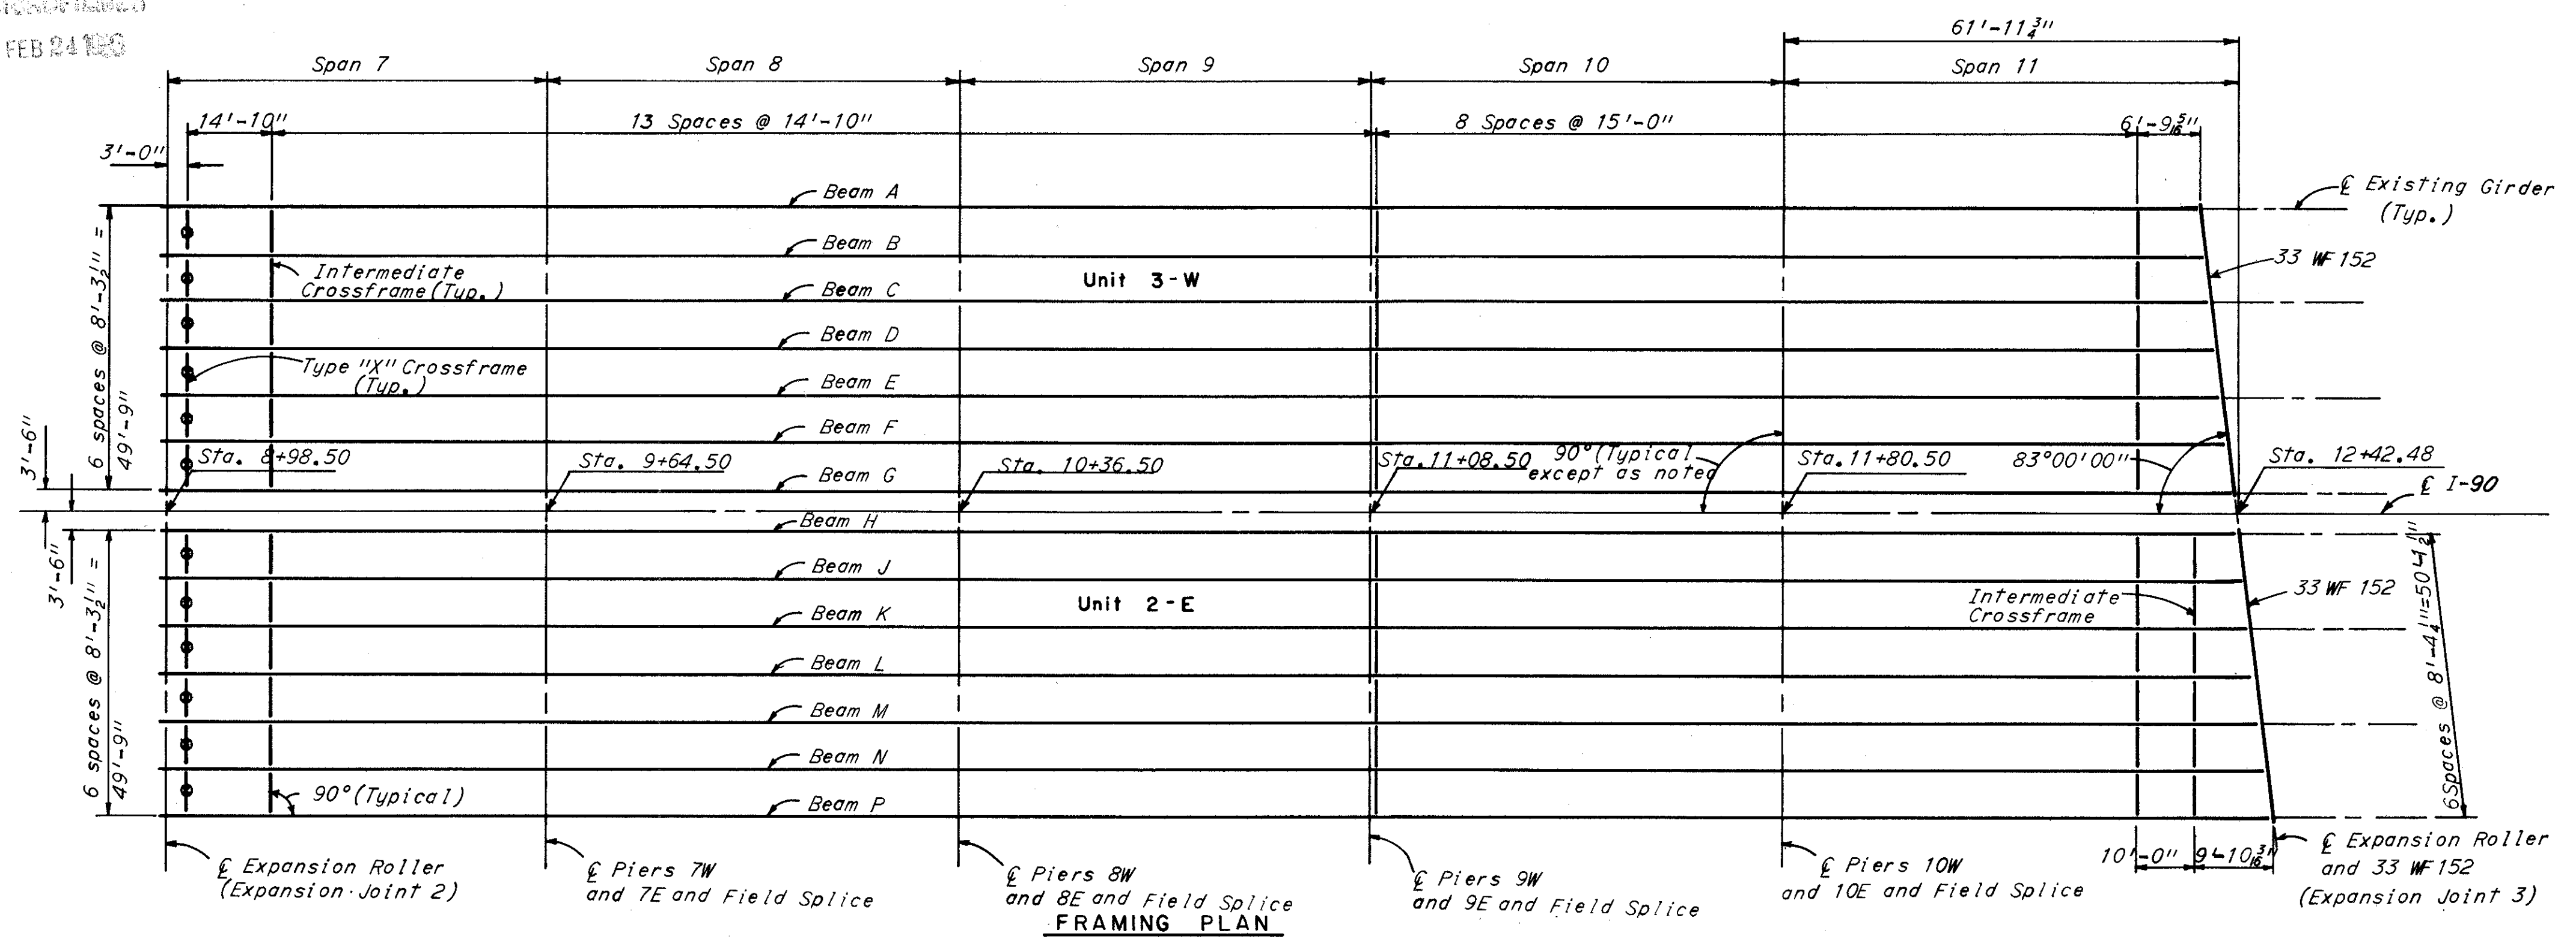 FEB 24
61'-11 3/4"
Span 7
Span 8
Span 9
Span 10
Span 11
14'-10"
13 Spaces @ 14'-10"
8 Spaces @ 15'-0"
6'-9 5/16"
3'-0"
Beam A
℄ Existing Girder
(Typ.)
Beam B
33 WF 152
Intermediate
Crossframe (Typ.)
Unit 3-W
Beam C
6 spaces @ 8'-3 1/2" =
49'-9"
Beam D
Type "X" Crossframe
(Typ.)
Beam E
Beam F
3'-6"
Sta. 8+98.50
Sta. 9+64.50
Sta. 10+36.50
Sta. 11+08.50
90° (Typical
except as noted
Sta. 11+80.50
83°00'00"
Sta. 12+42.48
Beam G
℄ I-90
Beam H
3'-6"
6 spaces @ 8'-3 1/2" =
49'-9"
Beam J
Unit 2-E
Intermediate
Crossframe
33 WF 152
6 Spaces @ 8'-4 1/4"=50'-1 1/2"
Beam K
Beam L
Beam M
Beam N
90° (Typical)
Beam P
10'-0"
9'-10 3/16"
℄ Expansion Roller
(Expansion Joint 2)
℄ Piers 7W
and 7E and Field Splice
℄ Piers 8W
and 8E and Field Splice
℄ Piers 9W
and 9E and Field Splice
℄ Piers 10W
and 10E and Field Splice
℄ Expansion Roller
and 33 WF 152
(Expansion Joint 3)
FRAMING PLAN